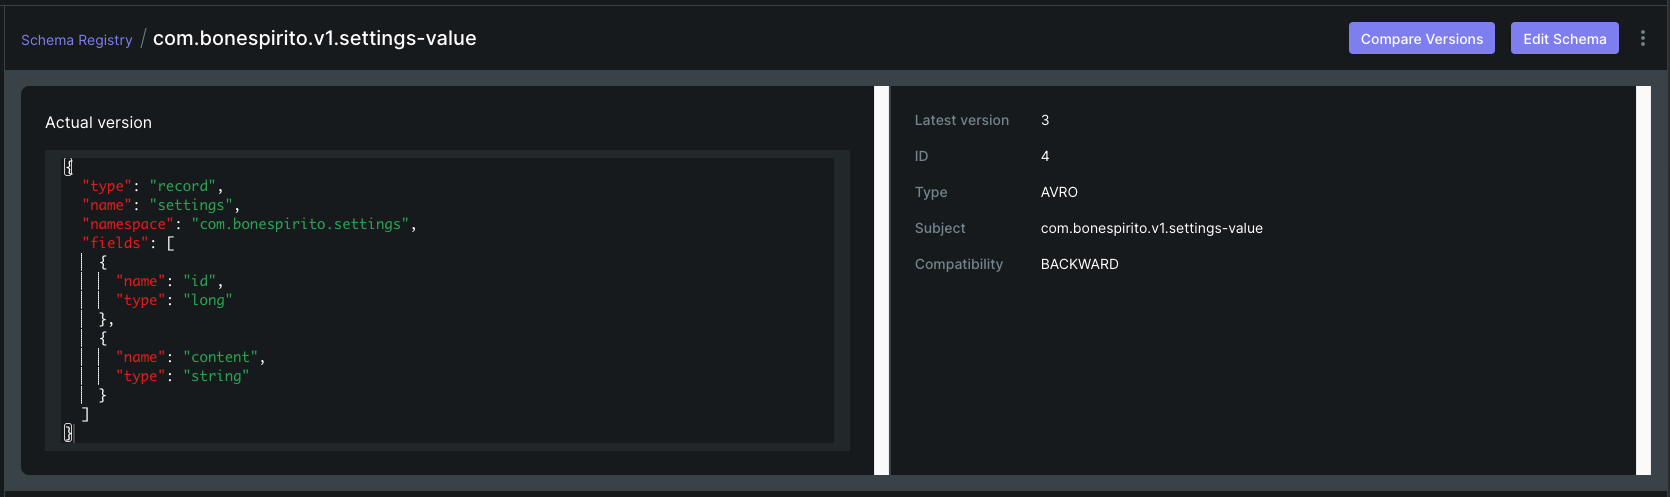 Schema Registry / com.bonespirito.v1.settings-value
Compare Versions
Edit Schema
Actual version
{
"type": "record",
"name": "settings",
"namespace": "com.bonespirito.settings",
"fields": [
{
"name": "id",
"type": "long"
},
{
"name": "content",
"type": "string"
}
]
}
Latest version 3
ID 4
Type AVRO
Subject com.bonespirito.v1.settings-value
Compatibility BACKWARD